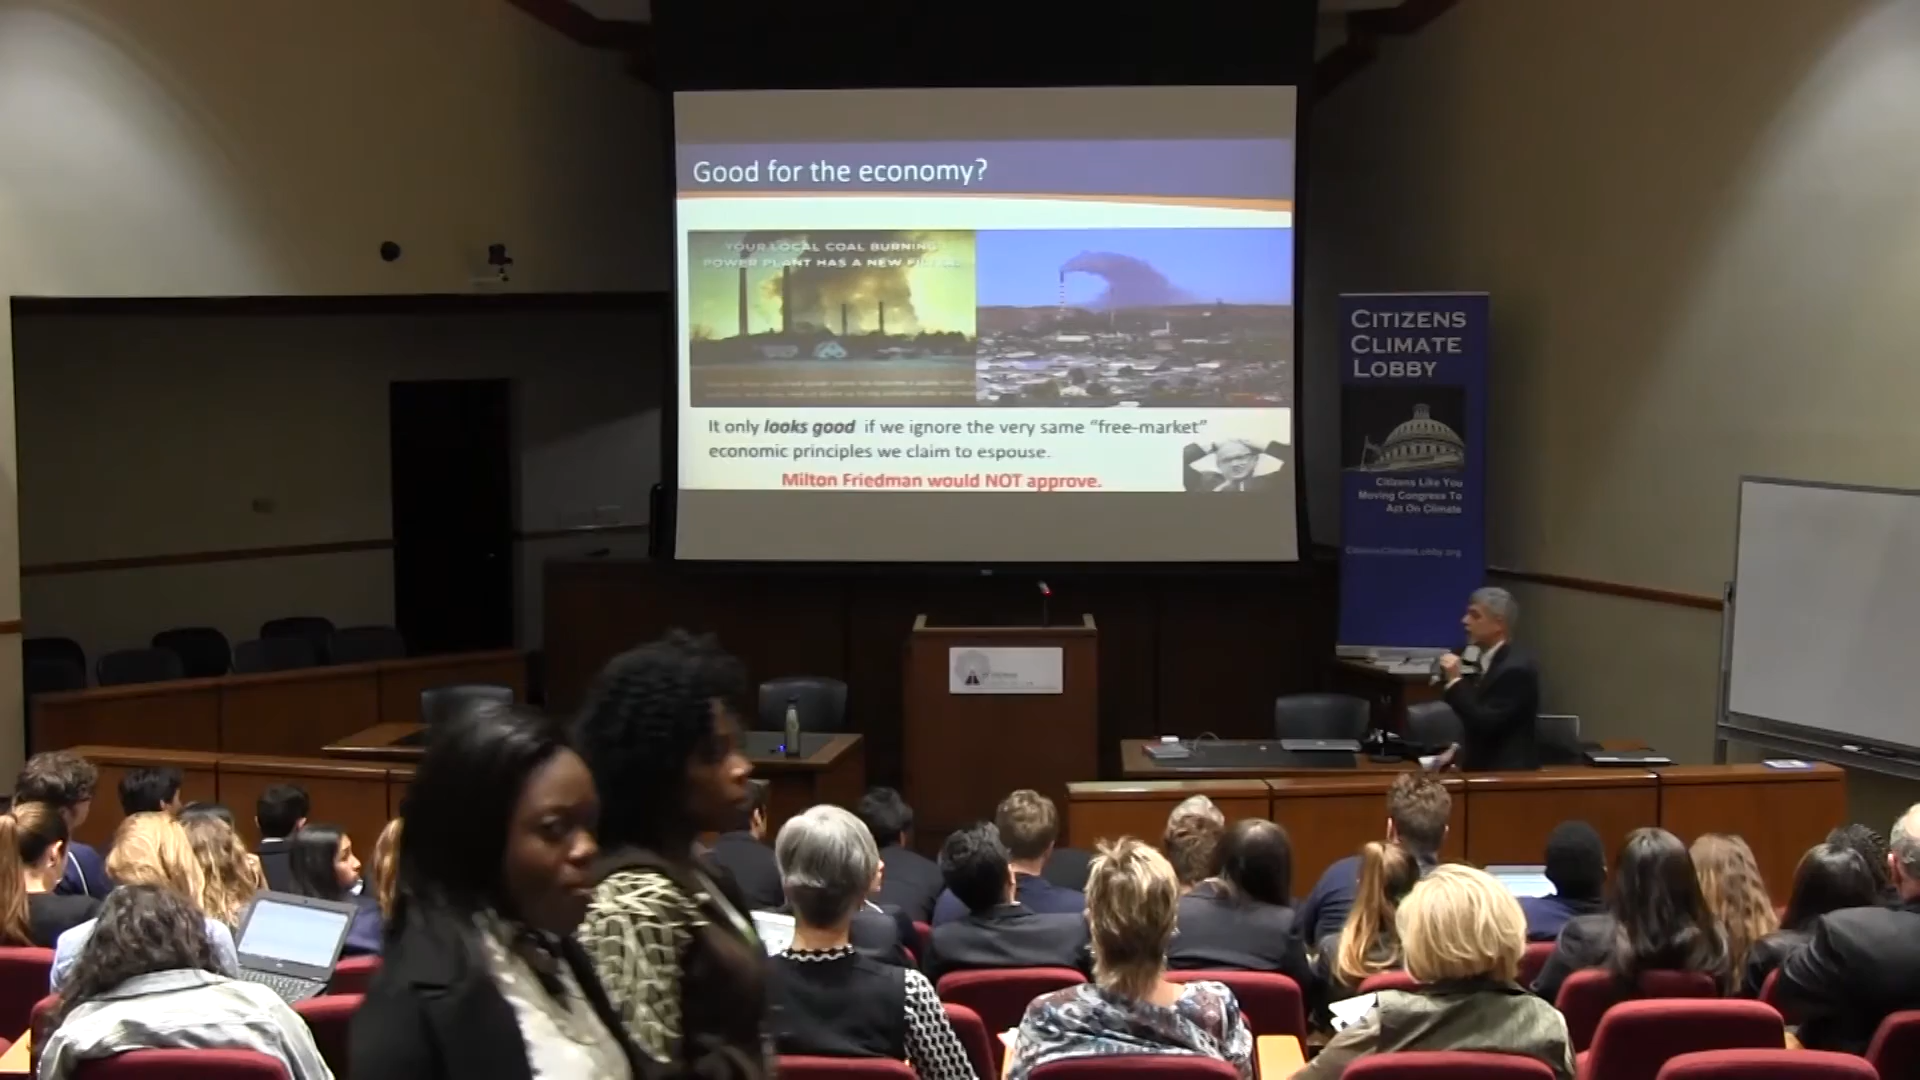 Good for the economy?
YOUR LOCAL COAL BURNING
POWER PLANT HAS A NEW
It only looks good if we ignore the very same “free-market”
economic principles we claim to espouse.
Milton Friedman would NOT approve.
CITIZENS
CLIMATE
LOBBY
Citizens Like You
Moving Congress To
Act On Climate
CitizensClimateLobby.org